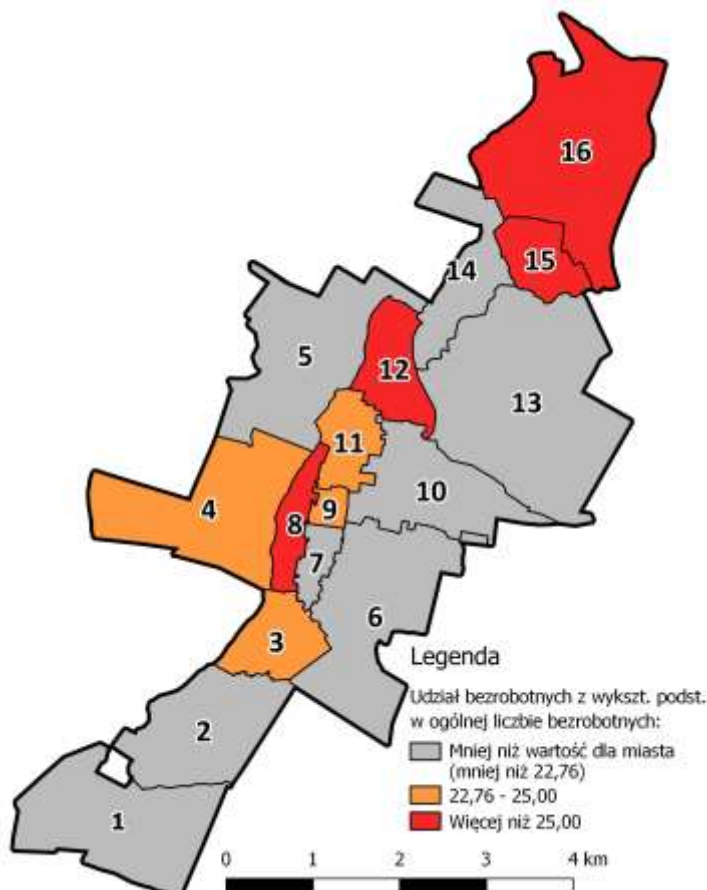 16
15
14
5
12
13
11
10
4
9
8
7
6
3
2
1
Legenda
Udział bezrobotnych z wykszt. podst.
w ogólnej liczbie bezrobotnych:
Mniej niż wartość dla miasta
(mniej niż 22,76)
22,76 - 25,00
Więcej niż 25,00
0 1 2 3 4 km